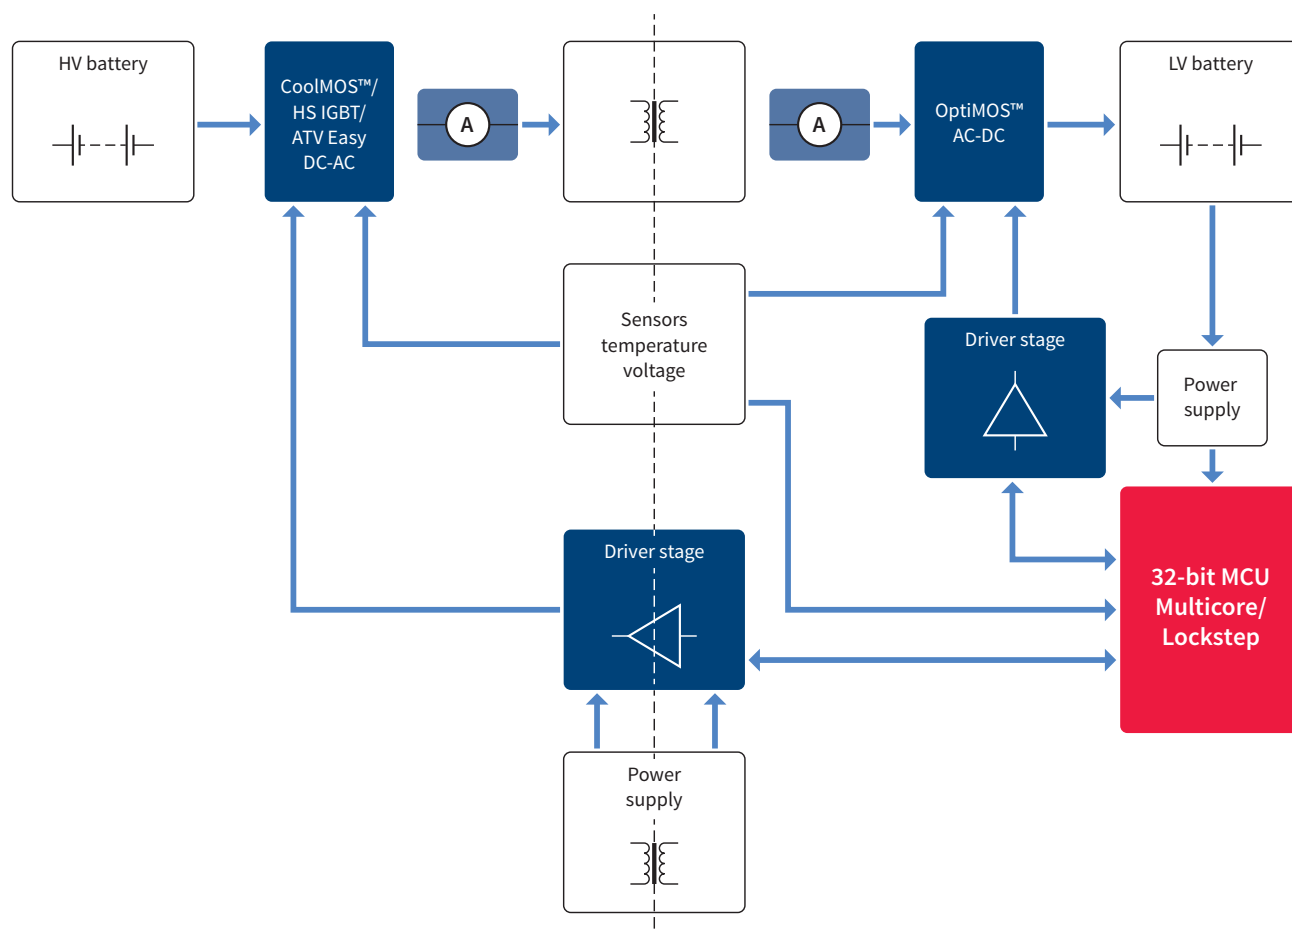 HV battery
CoolMOS™/
HS IGBT/
ATV Easy
DC-AC
A
A
OptiMOS™
AC-DC
LV battery
Sensors
temperature
voltage
Driver stage
Power
supply
Driver stage
32-bit MCU
Multicore/
Lockstep
Power
supply